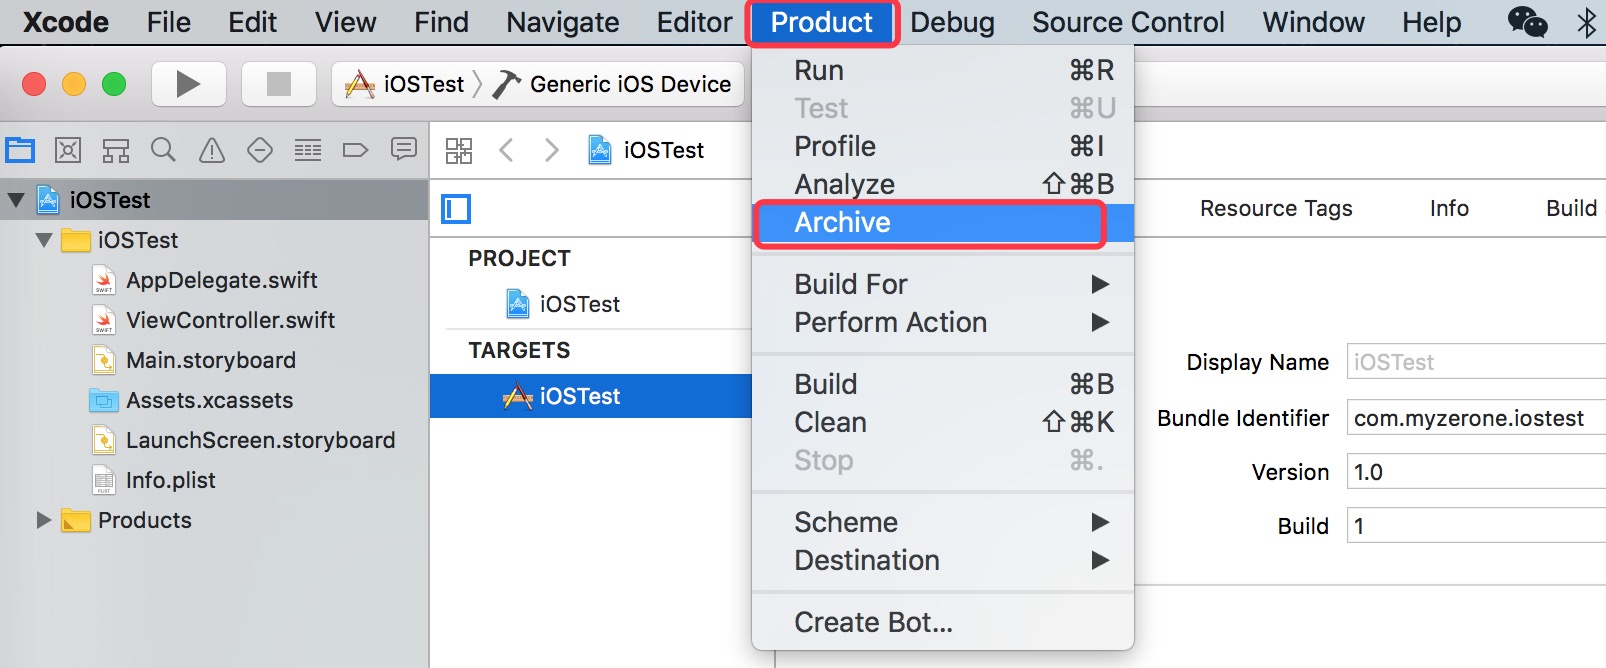 Xcode File Edit View Find Navigate Editor Product Debug Source Control Window Help
iOSTest Generic iOS Device
iOSTest
iOSTest
iOSTest
AppDelegate.swift
ViewController.swift
Main.storyboard
Assets.xcassets
LaunchScreen.storyboard
Info.plist
Products
PROJECT
iOSTest
TARGETS
iOSTest
Run ⌘R
Test ⌘U
Profile ⌘I
Analyze ⇧⌘B
Archive
Build For ▶
Perform Action ▶
Build ⌘B
Clean ⇧⌘K
Stop ⌘.
Scheme ▶
Destination ▶
Create Bot...
Resource Tags Info Build
Display Name iOSTest
Bundle Identifier com.myzerone.iostest
Version 1.0
Build 1